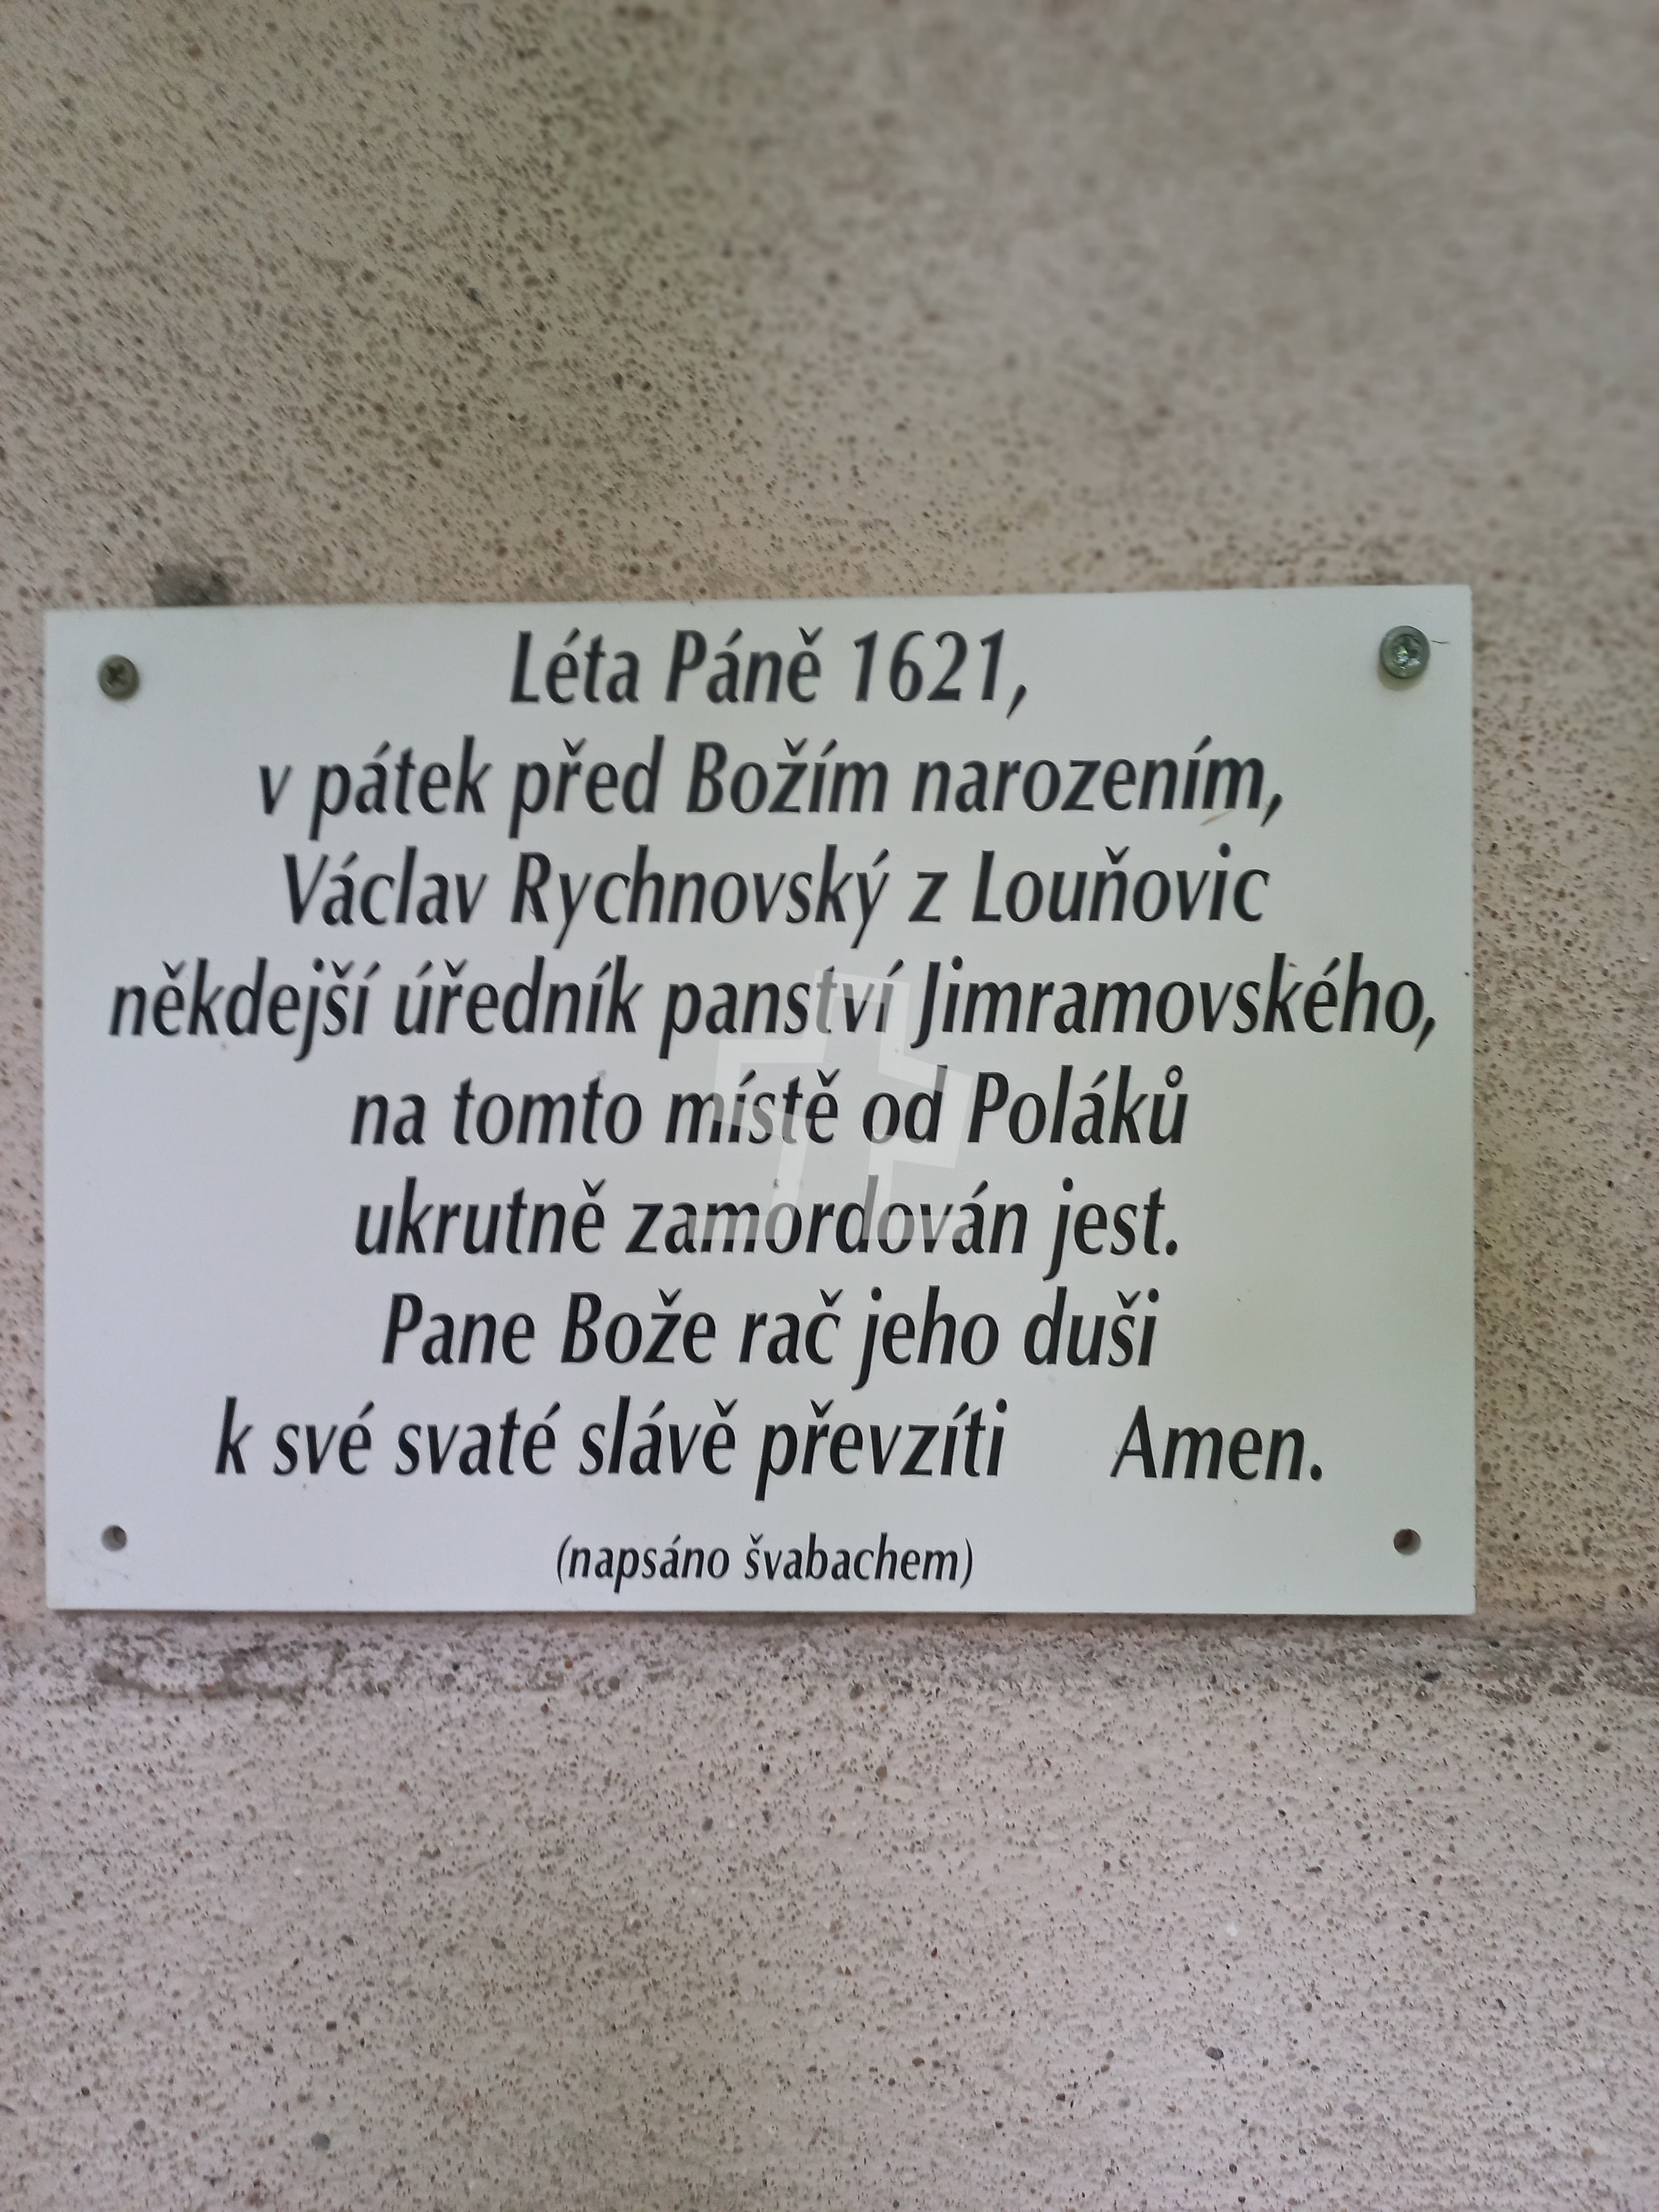 Léta Páně 1621,
v pátek před Božím narozením,
Václav Rychnovský z Louňovic
někdejší úředník panství Jimramovského,
na tomto místě od Poláků
ukrutně zamordován jest.
Pane Bože rač jeho duši
k své svaté slávě převzíti Amen.
(napsáno švabachem)